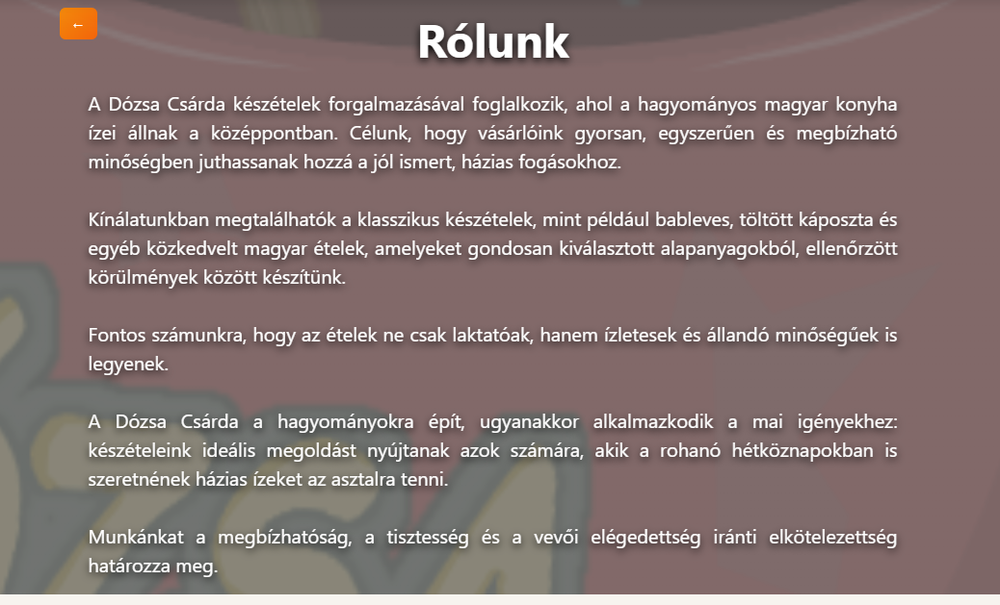 ←
Rólunk
A Dózsa Csárda készételek forgalmazásával foglalkozik, ahol a hagyományos magyar konyha
ízei állnak a középpontban. Célunk, hogy vásárlóink gyorsan, egyszerűen és megbízható
minőségben juthassanak hozzá a jól ismert, házias fogásokhoz.
Kínálatunkban megtalálhatók a klasszikus készételek, mint például bableves, töltött káposzta és
egyéb közkedvelt magyar ételek, amelyeket gondosan kiválasztott alapanyagokból, ellenőrzött
körülmények között készítünk.
Fontos számunkra, hogy az ételek ne csak laktatóak, hanem ízletesek és állandó minőségűek is
legyenek.
A Dózsa Csárda a hagyományokra épít, ugyanakkor alkalmazkodik a mai igényekhez:
készételeink ideális megoldást nyújtanak azok számára, akik a rohanó hétköznapokban is
szeretnének házias ízeket az asztalra tenni.
Munkánkat a megbízhatóság, a tisztesség és a vevői elégedettség iránti elkötelezettség
határozza meg.